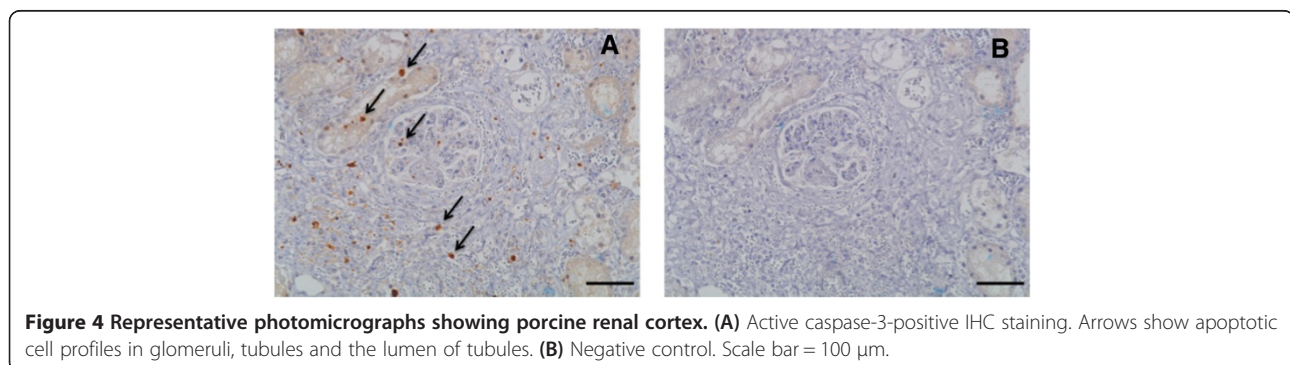 A
B
Figure 4 Representative photomicrographs showing porcine renal cortex. (A) Active caspase-3-positive IHC staining. Arrows show apoptotic
cell profiles in glomeruli, tubules and the lumen of tubules. (B) Negative control. Scale bar = 100 μm.